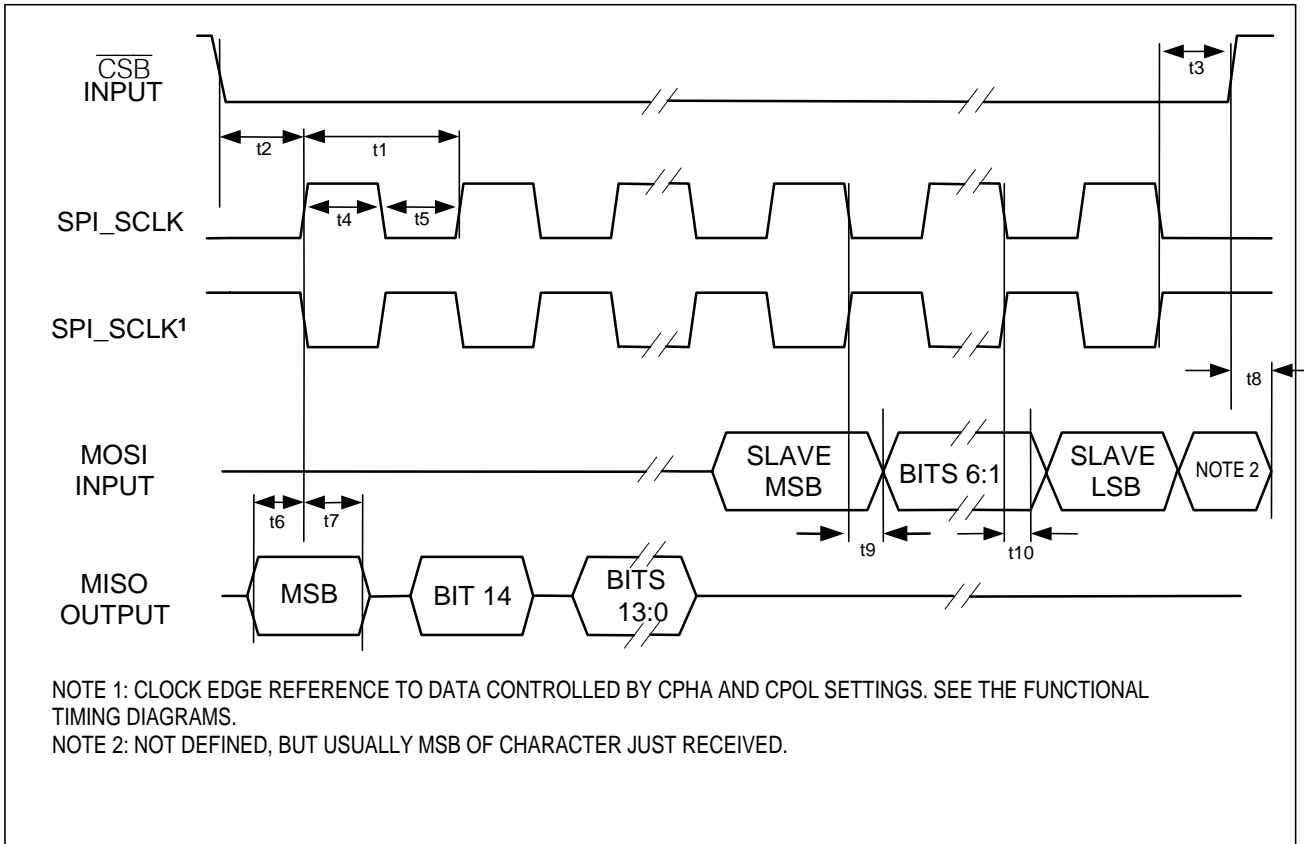 CSB
INPUT
t3
t2
t1
SPI_SCLK
t4
t5
SPI_SCLK¹
t8
MOSI
INPUT
SLAVE
MSB
BITS 6:1
SLAVE
LSB
NOTE 2
t6
t7
t9
t10
MISO
OUTPUT
MSB
BIT 14
BITS
13:0
NOTE 1: CLOCK EDGE REFERENCE TO DATA CONTROLLED BY CPHA AND CPOL SETTINGS. SEE THE FUNCTIONAL
TIMING DIAGRAMS.
NOTE 2: NOT DEFINED, BUT USUALLY MSB OF CHARACTER JUST RECEIVED.